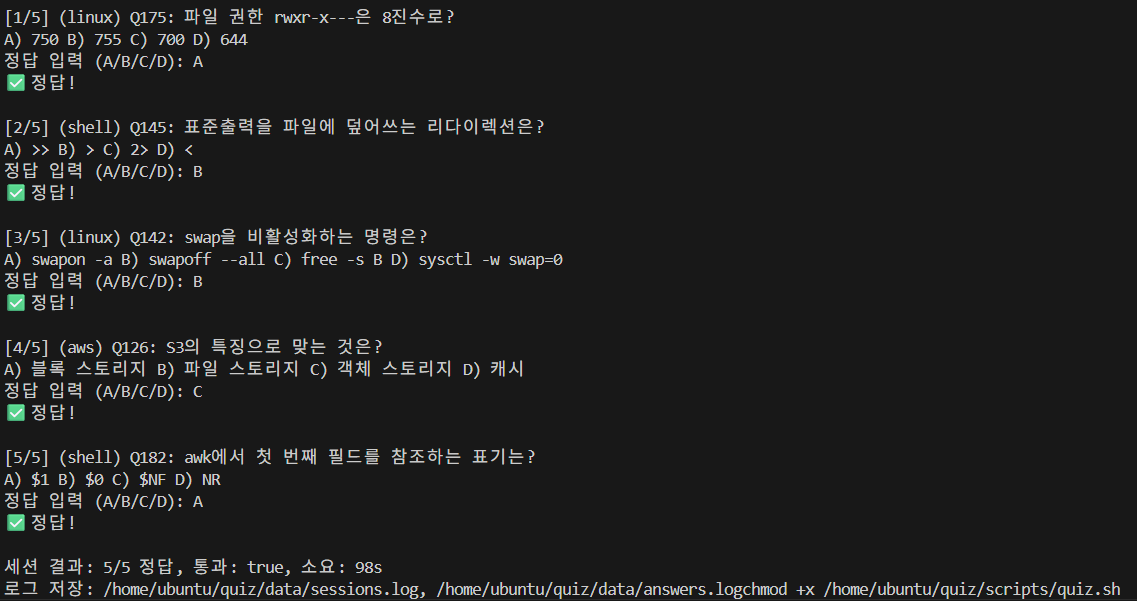 [1/5] (linux) Q175: 파일 권한 rwxr-x---은 8진수로?
A) 750 B) 755 C) 700 D) 644
정답 입력 (A/B/C/D): A
✅ 정답!
[2/5] (shell) Q145: 표준출력을 파일에 덮어쓰는 리다이렉션은?
A) >> B) > C) 2> D) <
정답 입력 (A/B/C/D): B
✅ 정답!
[3/5] (linux) Q142: swap을 비활성화하는 명령은?
A) swapon -a B) swapoff --all C) free -s B D) sysctl -w swap=0
정답 입력 (A/B/C/D): B
✅ 정답!
[4/5] (aws) Q126: S3의 특징으로 맞는 것은?
A) 블록 스토리지 B) 파일 스토리지 C) 객체 스토리지 D) 캐시
정답 입력 (A/B/C/D): C
✅ 정답!
[5/5] (shell) Q182: awk에서 첫 번째 필드를 참조하는 표기는?
A) $1 B) $0 C) $NF D) NR
정답 입력 (A/B/C/D): A
✅ 정답!
세션 결과: 5/5 정답, 통과: true, 소요: 98s
로그 저장: /home/ubuntu/quiz/data/sessions.log, /home/ubuntu/quiz/data/answers.logchmod +x /home/ubuntu/quiz/scripts/quiz.sh